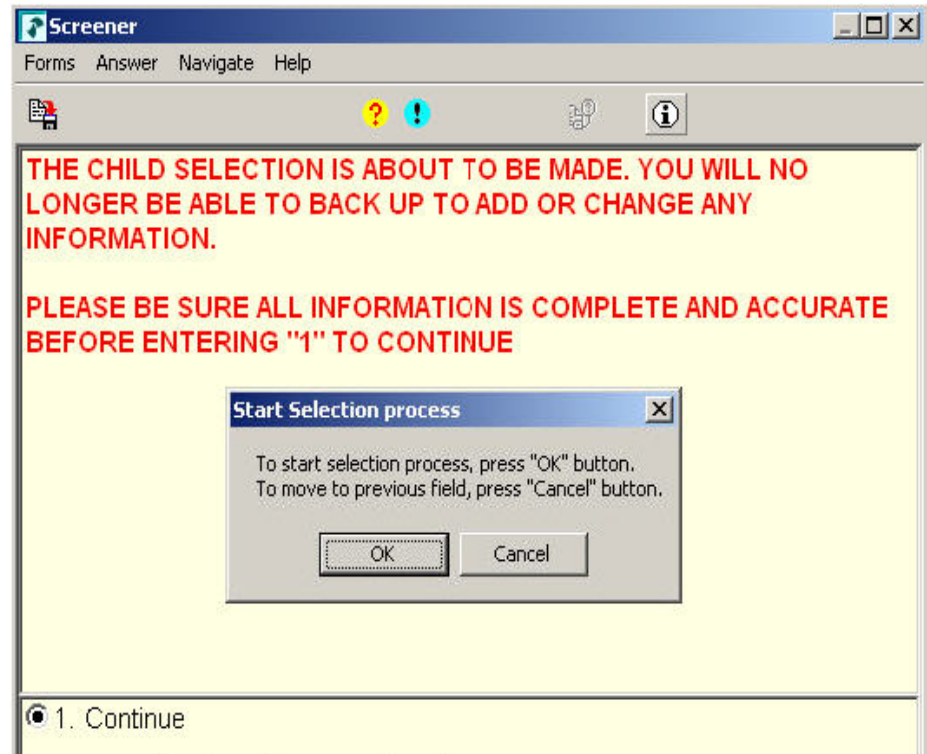 Screener
Forms Answer Navigate Help
THE CHILD SELECTION IS ABOUT TO BE MADE. YOU WILL NO
LONGER BE ABLE TO BACK UP TO ADD OR CHANGE ANY
INFORMATION.
PLEASE BE SURE ALL INFORMATION IS COMPLETE AND ACCURATE
BEFORE ENTERING "1" TO CONTINUE
Start Selection process
To start selection process, press "OK" button.
To move to previous field, press "Cancel" button.
OK Cancel
1. Continue